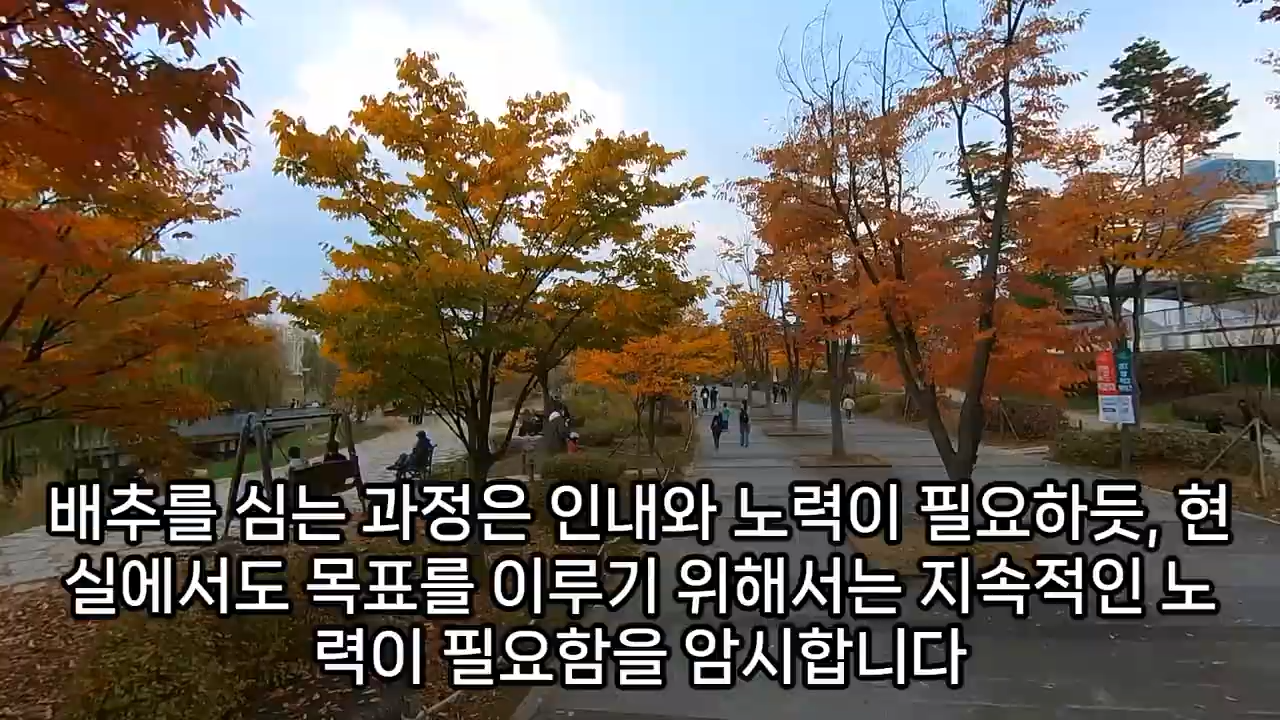 배추를 심는 과정은 인내와 노력이 필요하듯, 현
실에서도 목표를 이루기 위해서는 지속적인 노
력이 필요함을 암시합니다